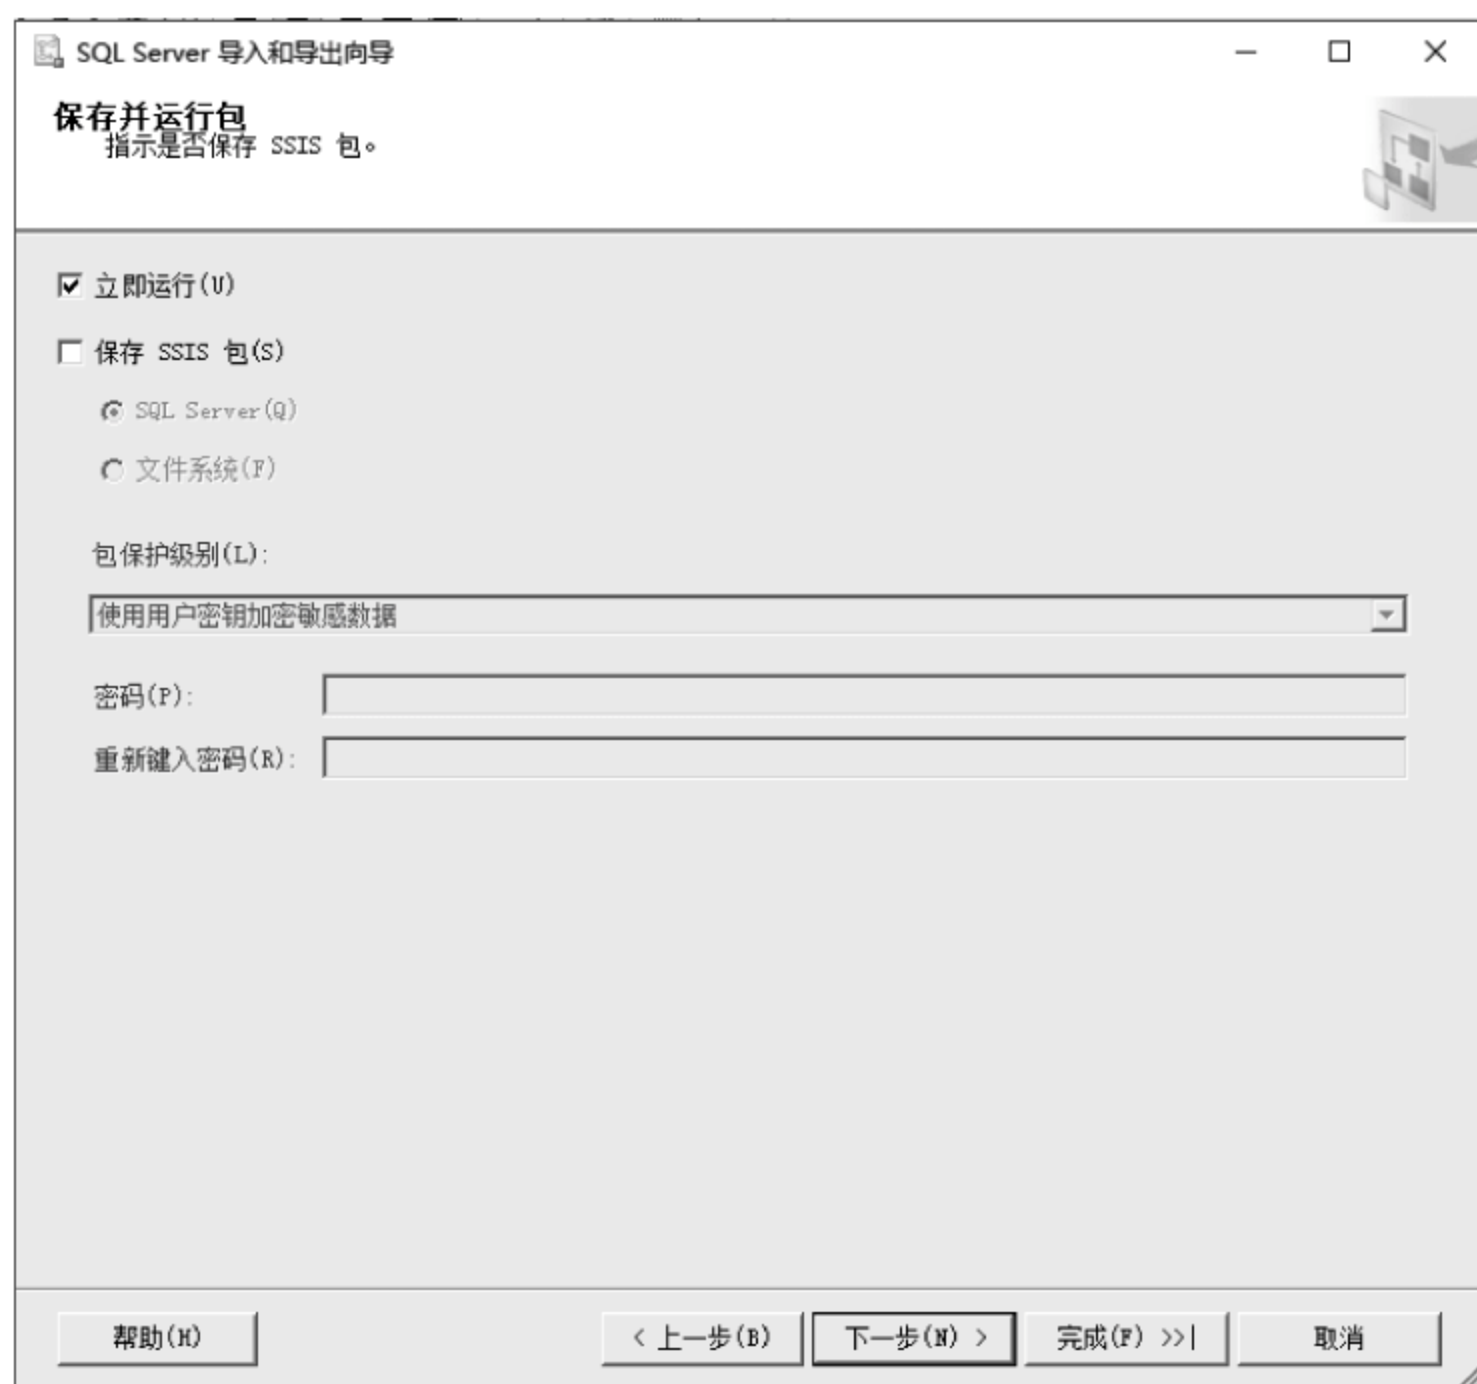 SQL Server 导入和导出向导
保存并运行包
指示是否保存 SSIS 包。
立即运行(U)
保存 SSIS 包(S)
SQL Server(Q)
文件系统(F)
包保护级别(L):
使用用户密钥加密敏感数据
密码(P):
重新键入密码(R):
帮助(H)
< 上一步(B)
下一步(N) >
完成(F) >>|
取消